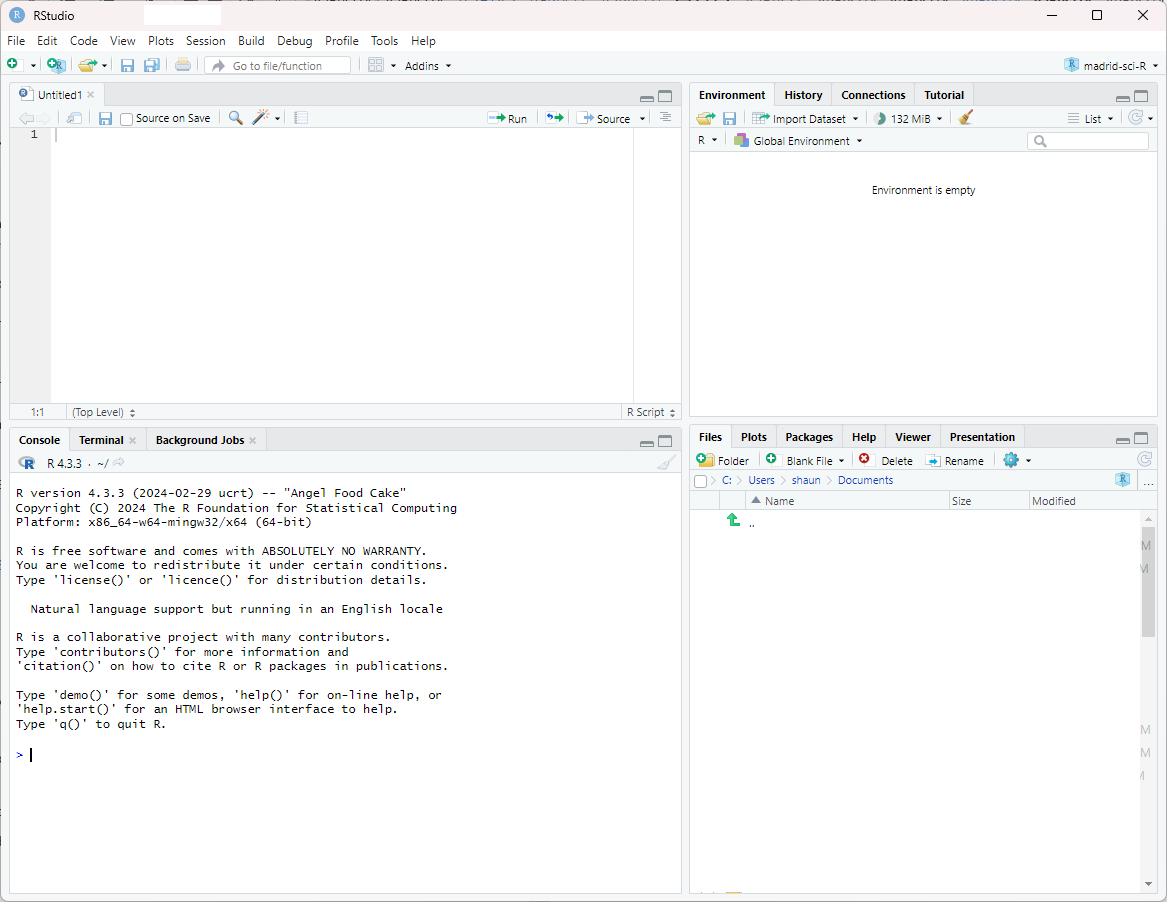 RStudio
File Edit Code View Plots Session Build Debug Profile Tools Help
Go to file/function Addins madrid-sci-R
Untitled1
Source on Save Run Source
1
1:1 (Top Level) R Script
Environment History Connections Tutorial
Import Dataset 132 MiB List
R Global Environment
Environment is empty
Console Terminal Background Jobs
R 4.3.3 · ~/
R version 4.3.3 (2024-02-29 ucrt) -- "Angel Food Cake"
Copyright (C) 2024 The R Foundation for Statistical Computing
Platform: x86_64-w64-mingw32/x64 (64-bit)
R is free software and comes with ABSOLUTELY NO WARRANTY.
You are welcome to redistribute it under certain conditions.
Type 'license()' or 'licence()' for distribution details.
Natural language support but running in an English locale
R is a collaborative project with many contributors.
Type 'contributors()' for more information and
'citation()' on how to cite R or R packages in publications.
Type 'demo()' for some demos, 'help()' for on-line help, or
'help.start()' for an HTML browser interface to help.
Type 'q()' to quit R.
>
Files Plots Packages Help Viewer Presentation
Folder Blank File Delete Rename
C: Users shaun Documents ...
Name Size Modified
..
M
M
M
M
M